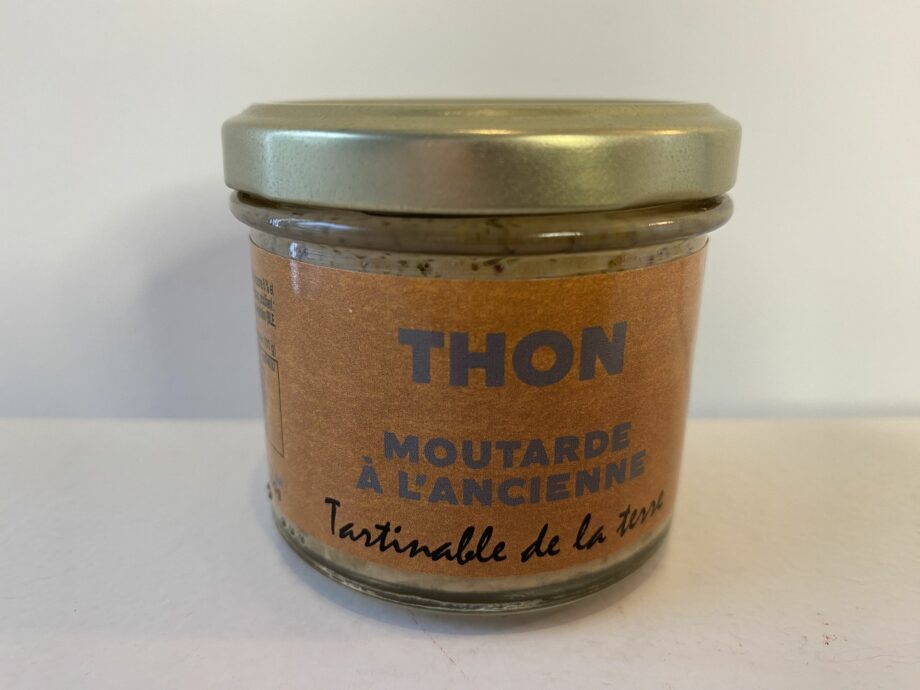 THON
MOUTARDE
À L'ANCIENNE
Tartinable de la terre